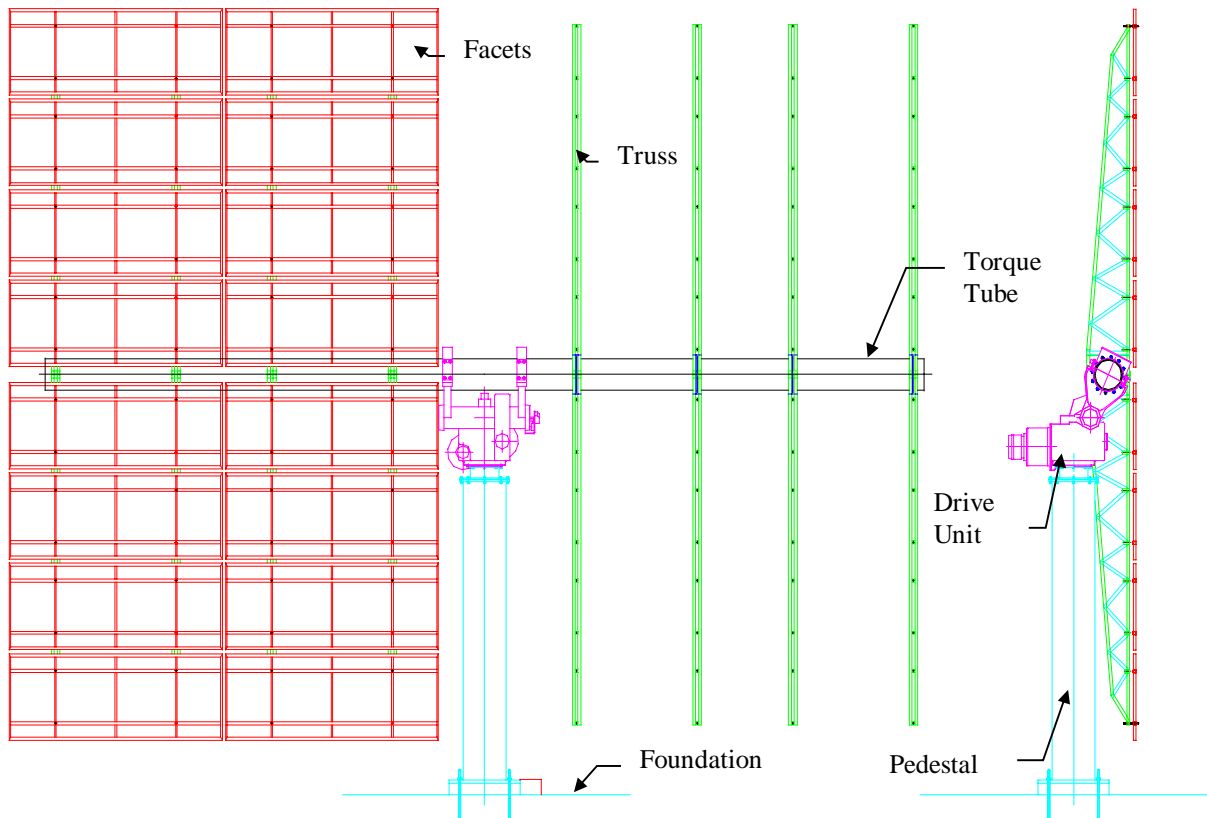 Facets
Truss
Torque
Tube
Drive
Unit
Foundation
Pedestal